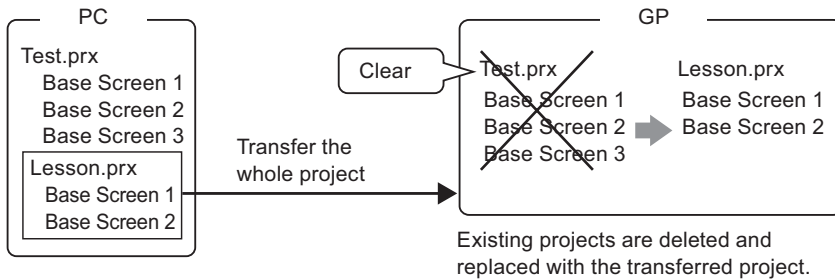 PC
Test.prx
Base Screen 1
Base Screen 2
Base Screen 3
Lesson.prx
Base Screen 1
Base Screen 2
Transfer the
whole project
GP
Clear
Test.prx
Base Screen 1
Base Screen 2
Base Screen 3
Lesson.prx
Base Screen 1
Base Screen 2
Existing projects are deleted and
replaced with the transferred project.